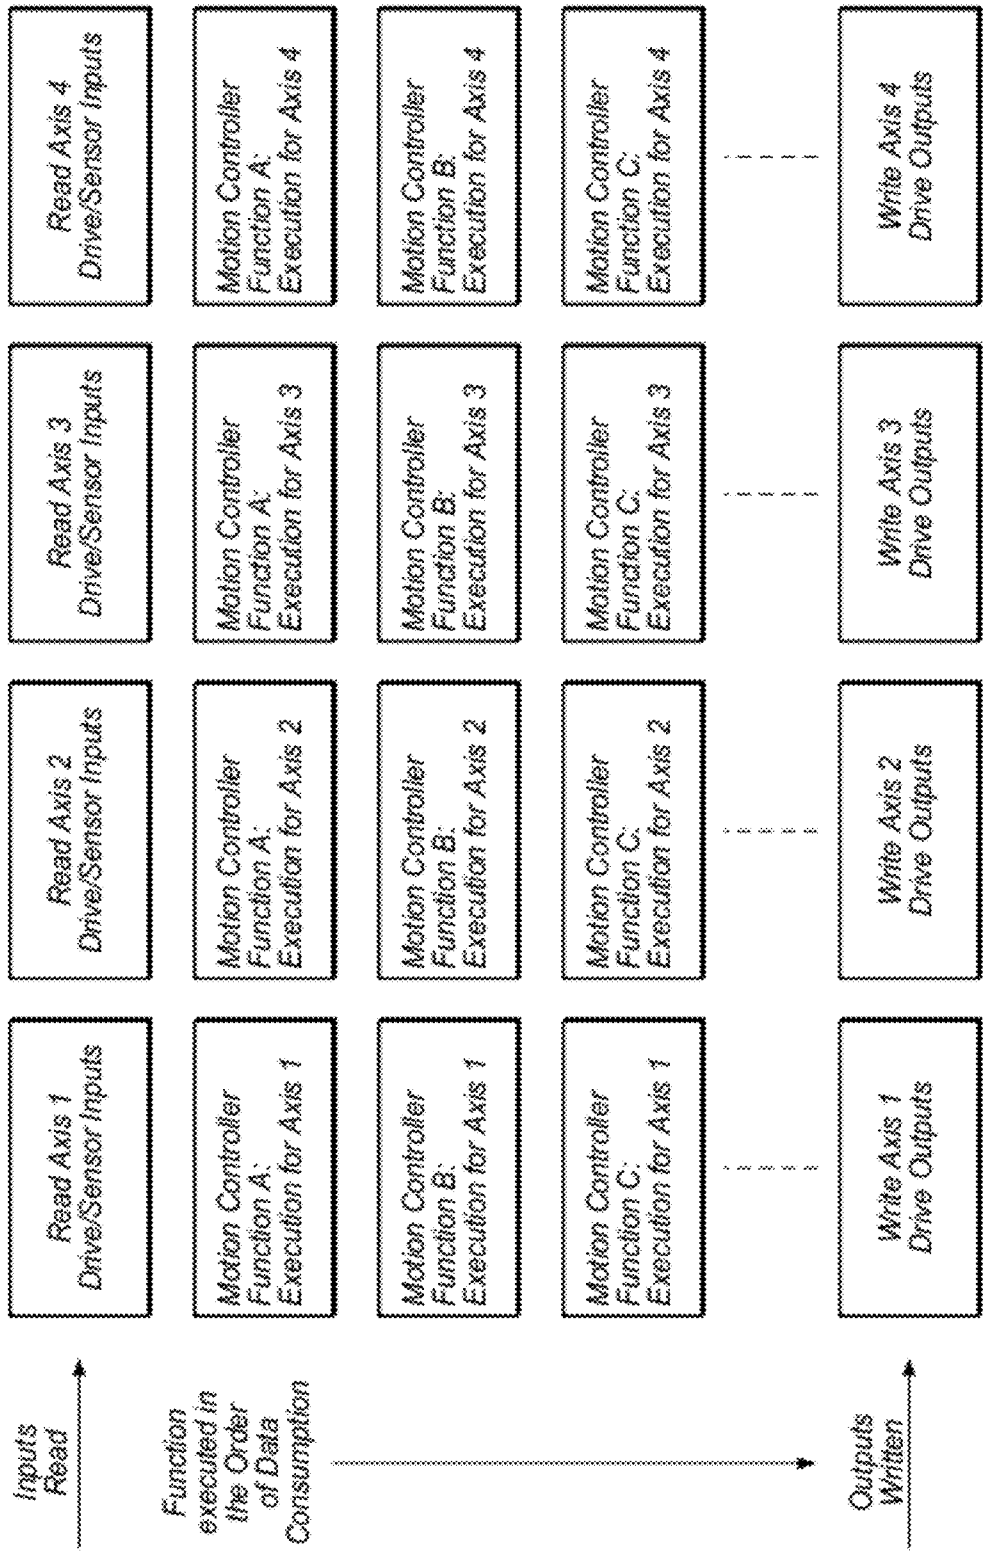 Inputs
Read
Read Axis 1
Drive/Sensor Inputs
Read Axis 2
Drive/Sensor Inputs
Read Axis 3
Drive/Sensor Inputs
Read Axis 4
Drive/Sensor Inputs
Function
executed in
the Order
of Data
Consumption
Motion Controller
Function A:
Execution for Axis 1
Motion Controller
Function A:
Execution for Axis 2
Motion Controller
Function A:
Execution for Axis 3
Motion Controller
Function A:
Execution for Axis 4
Motion Controller
Function B:
Execution for Axis 1
Motion Controller
Function B:
Execution for Axis 2
Motion Controller
Function B:
Execution for Axis 3
Motion Controller
Function B:
Execution for Axis 4
Motion Controller
Function C:
Execution for Axis 1
Motion Controller
Function C:
Execution for Axis 2
Motion Controller
Function C:
Execution for Axis 3
Motion Controller
Function C:
Execution for Axis 4
Outputs
Written
Write Axis 1
Drive Outputs
Write Axis 2
Drive Outputs
Write Axis 3
Drive Outputs
Write Axis 4
Drive Outputs